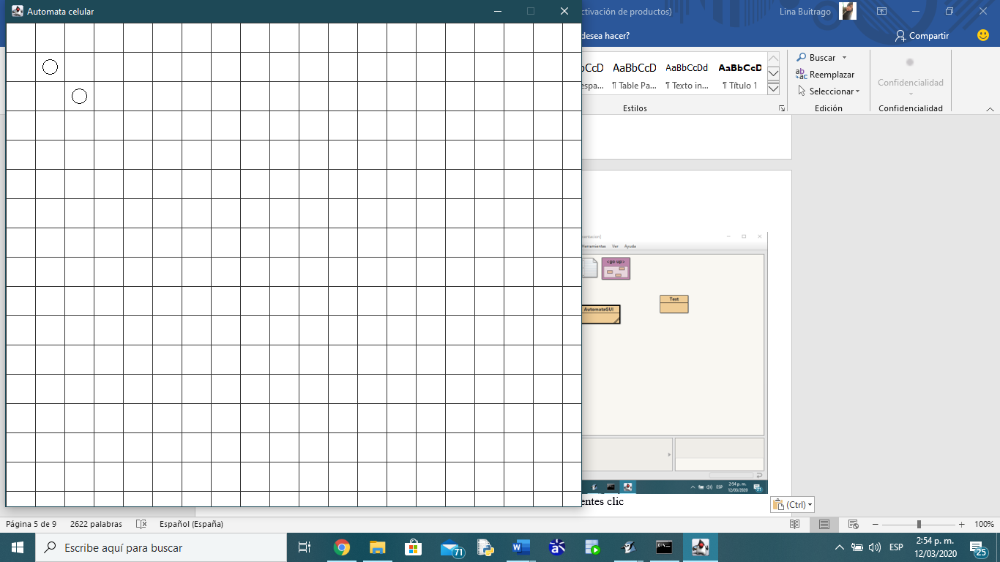 Automata celular
ctivación de productos)
Lina Buitrago
desea hacer?
Compartir
oCcD AaBbCcD AaBbCcDd AaBbCcD
espa... ¶ Table Pa... ¶ Texto in... ¶ Título 1
Estilos
Buscar
Reemplazar
Seleccionar
Edición
Confidencialidad
Confidencialidad
Herramientas Ver Ayuda
<go up>
Test
AutomataGUI
ESP
2:54 p. m.
12/03/2020
entes clic
(Ctrl)
Página 5 de 9
2622 palabras
Español (España)
100%
Escribe aquí para buscar
71
ESP
2:54 p. m.
12/03/2020
25